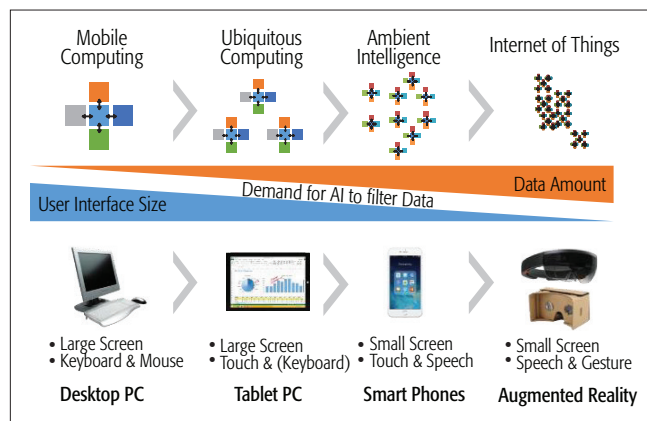 Mobile
Computing
Ubiquitous
Computing
Ambient
Intelligence
Internet of Things
Data Amount
Demand for AI to filter Data
User Interface Size
• Large Screen
• Keyboard & Mouse
Desktop PC
• Large Screen
• Touch & (Keyboard)
Tablet PC
• Small Screen
• Touch & Speech
Smart Phones
• Small Screen
• Speech & Gesture
Augmented Reality